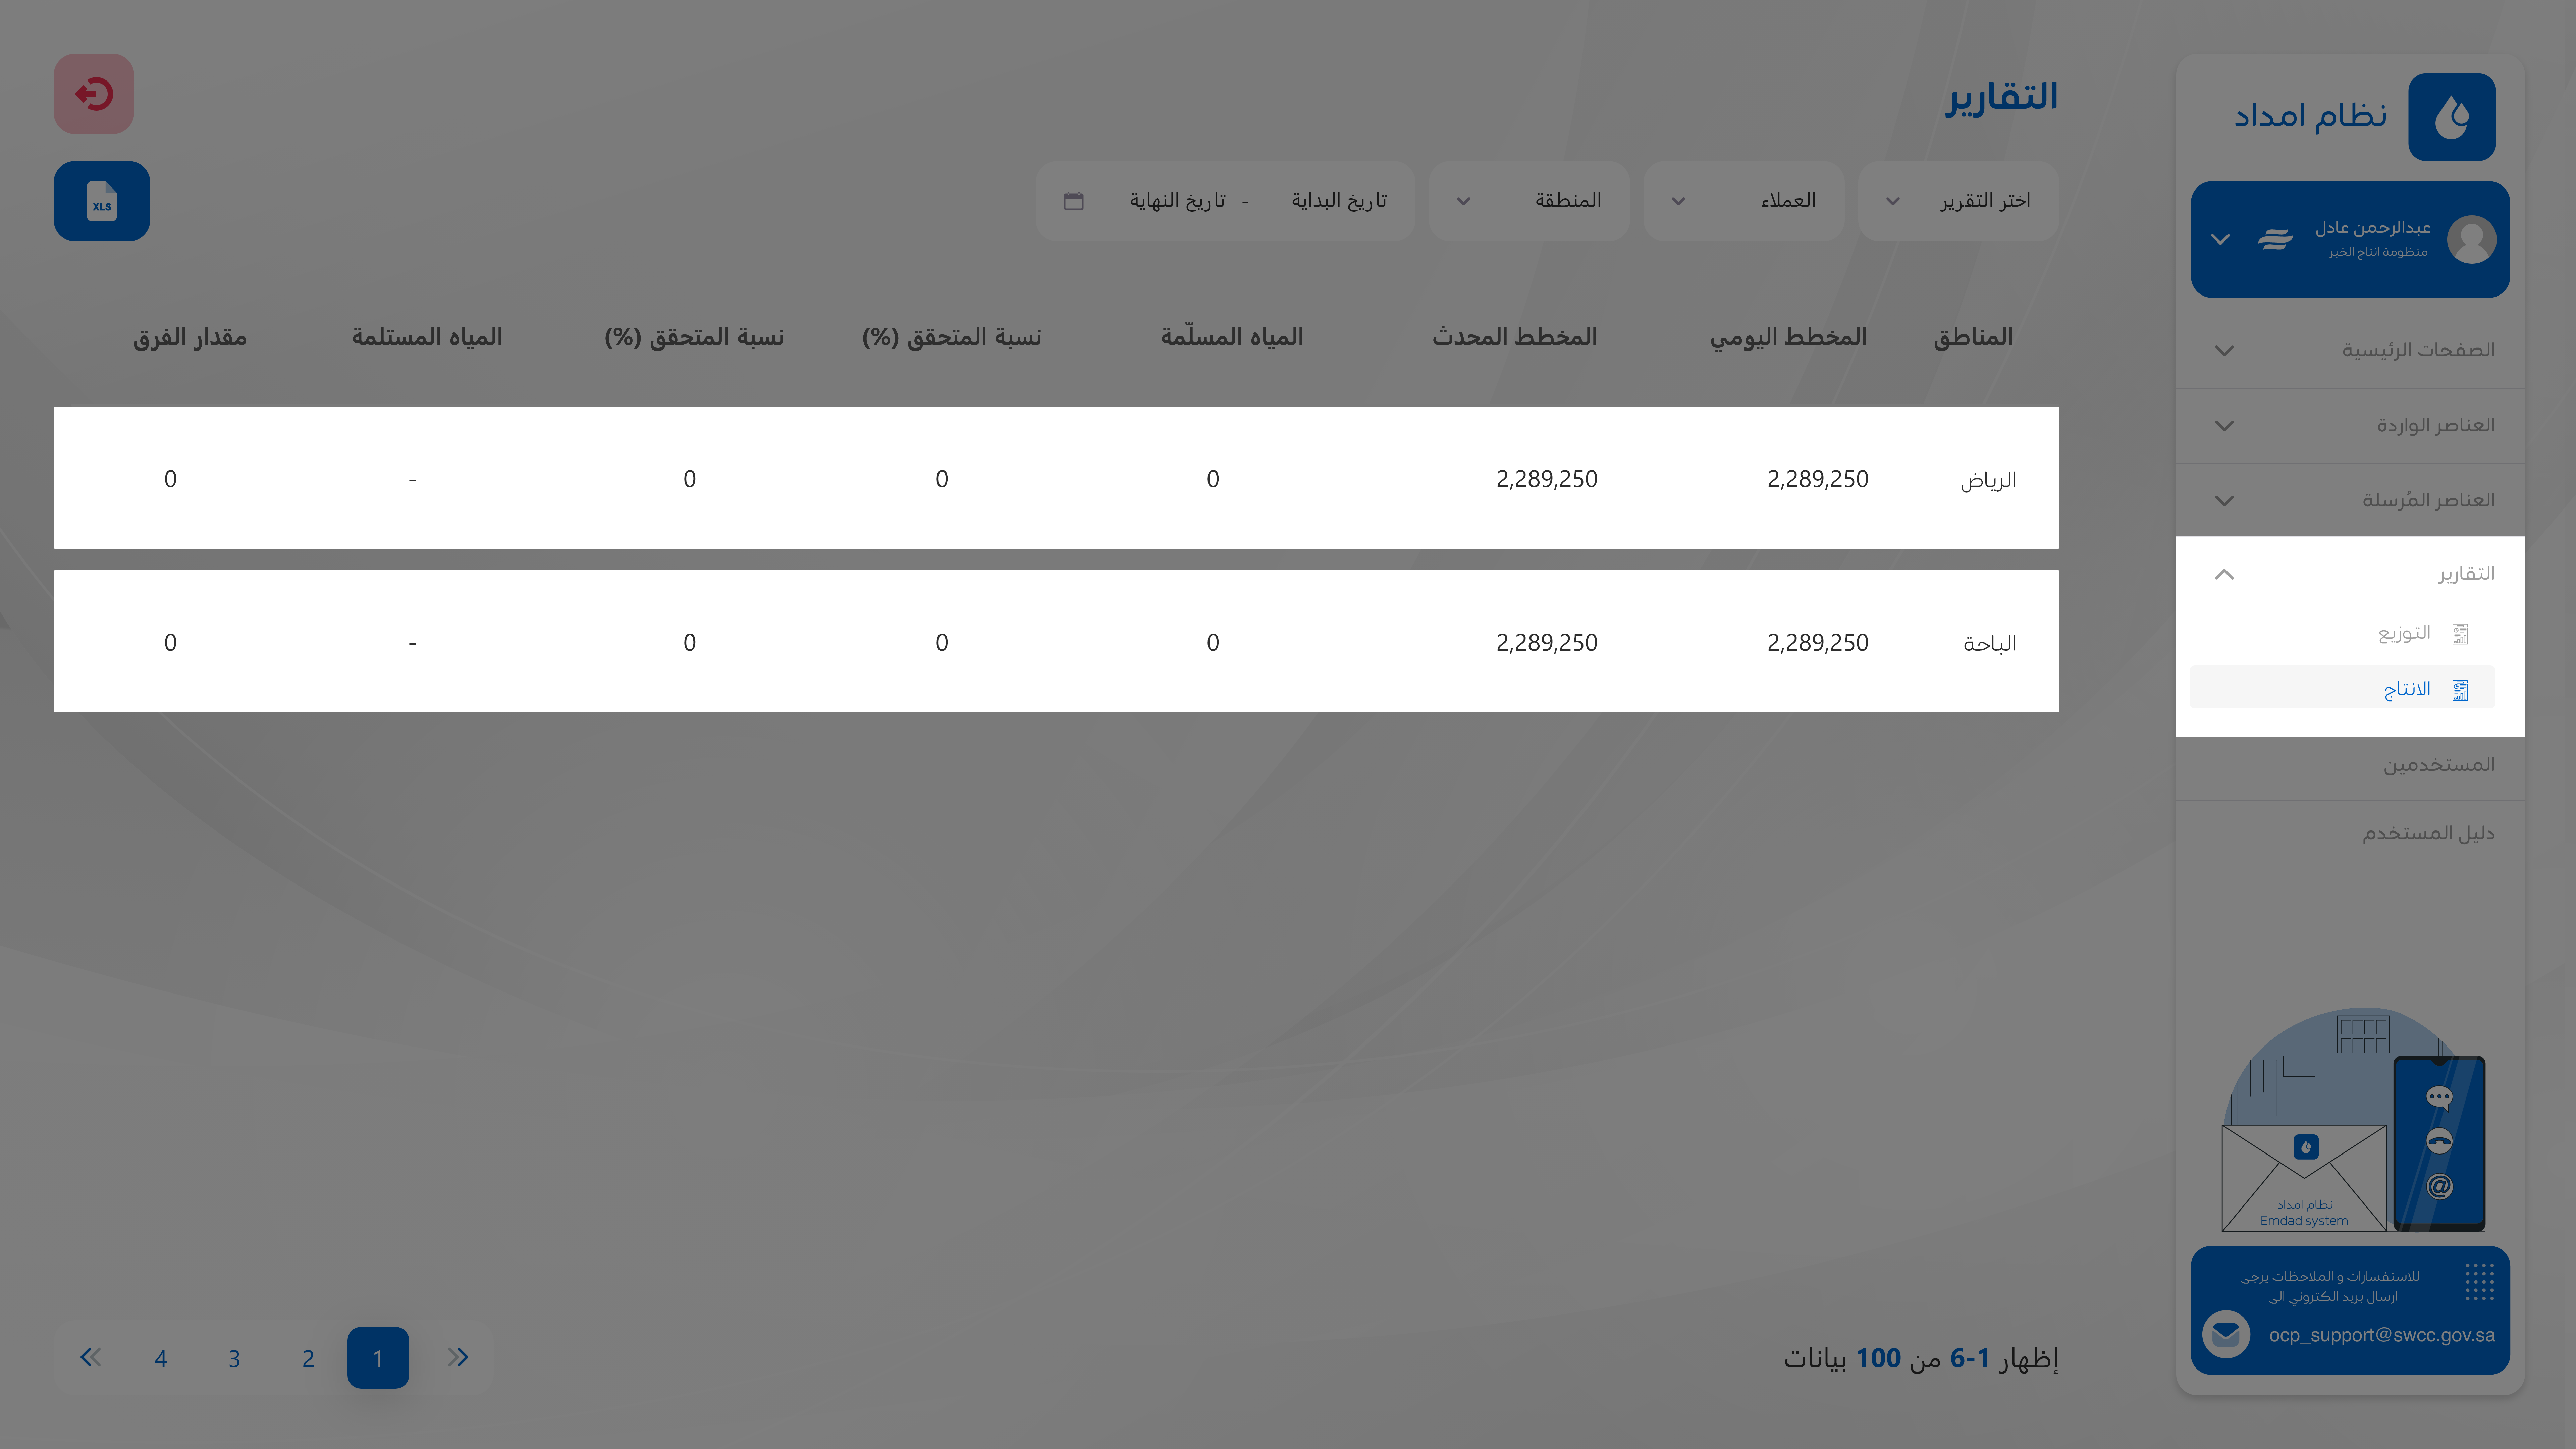 نظام امداد
عبدالرحمن عادل
منظومة انتاج الخبر
الصفحات الرئيسية
العناصر الواردة
العناصر المُرسلة
التقارير
التوزيع
الانتاج
المستخدمين
دليل المستخدم
نظام امداد
Emdad system
للاستفسارات و الملاحظات يرجى
ارسال بريد الكتروني الى
ocp_support@swcc.gov.sa
التقارير
اختر التقرير
العملاء
المنطقة
تاريخ البداية - تاريخ النهاية
XLS
المناطق المخطط اليومي المخطط المحدث المياه المسلّمة نسبة المتحقق (%) نسبة المتحقق (%) المياه المستلمة مقدار الفرق
الرياض 2,289,250 2,289,250 0 0 0 - 0
الباحة 2,289,250 2,289,250 0 0 0 - 0
إظهار 1-6 من 100 بيانات
1 2 3 4